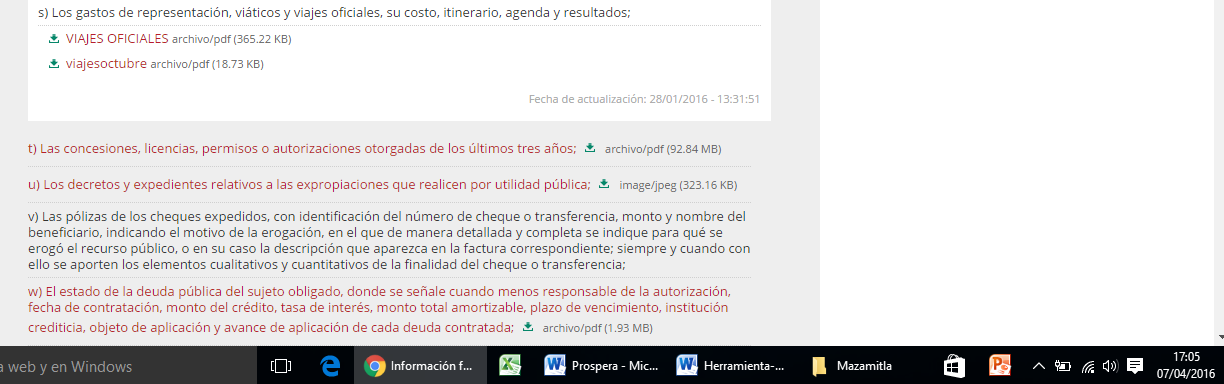 s) Los gastos de representación, viáticos y viajes oficiales, su costo, itinerario, agenda y resultados;
VIAJES OFICIALES archivo/pdf (365.22 KB)
viajesoctubre archivo/pdf (18.73 KB)
Fecha de actualización: 28/01/2016 - 13:31:51
t) Las concesiones, licencias, permisos o autorizaciones otorgadas de los últimos tres años; archivo/pdf (92.84 MB)
u) Los decretos y expedientes relativos a las expropiaciones que realicen por utilidad pública; image/jpeg (323.16 KB)
v) Las pólizas de los cheques expedidos, con identificación del número de cheque o transferencia, monto y nombre del
beneficiario, indicando el motivo de la erogación, en el que de manera detallada y completa se indique para qué se
erogó el recurso público, o en su caso la descripción que aparezca en la factura correspondiente; siempre y cuando con
ello se aporten los elementos cualitativos y cuantitativos de la finalidad del cheque o transferencia;
w) El estado de la deuda pública del sujeto obligado, donde se señale cuando menos responsable de la autorización,
fecha de contratación, monto del crédito, tasa de interés, monto total amortizable, plazo de vencimiento, institución
crediticia, objeto de aplicación y avance de aplicación de cada deuda contratada; archivo/pdf (1.93 MB)
a web y en Windows
Información f...
Prospera - Mic...
Herramienta-...
Mazamitla
17:05
07/04/2016